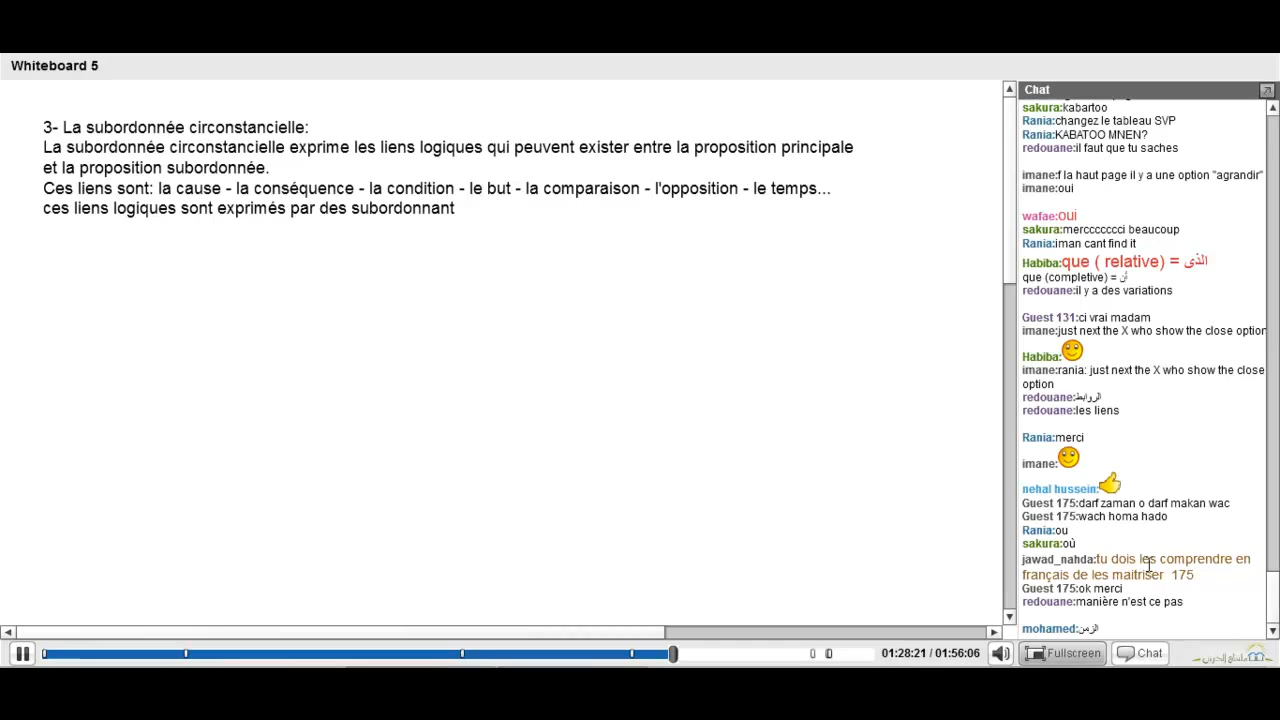 Whiteboard 5
3- La subordonnée circonstancielle:
La subordonnée circonstancielle exprime les liens logiques qui peuvent exister entre la proposition principale
et la proposition subordonnée.
Ces liens sont: la cause - la conséquence - la condition - le but - la comparaison - l'opposition - le temps...
ces liens logiques sont exprimés par des subordonnant
Chat
sakura:kabartoo
Rania:changez le tableau SVP
Rania:KABATOO MNEN?
redouane:il faut que tu saches
imane:f la haut page il y a une option "agrandir"
imane:oui
wafae:oui
sakura:merccccccci beaucoup
Rania:iman cant find it
Habiba:que ( relative) = الذى
que (completive) = أن
redouane:il y a des variations
Guest 131:ci vrai madam
imane:just next the X who show the close option
Habiba:
imane:rania: just next the X who show the close
option
redouane:الروابط
redouane:les liens
Rania:merci
imane:
nehal hussein:
Guest 175:darf zaman o darf makan wac
Guest 175:wach homa hado
Rania:ou
sakura:où
jawad_nahda:tu dois les comprendre en
français de les maitriser 175
Guest 175:ok merci
redouane:manière n'est ce pas
mohamed:الزمن
01:28:21 / 01:56:06
Fullscreen
Chat